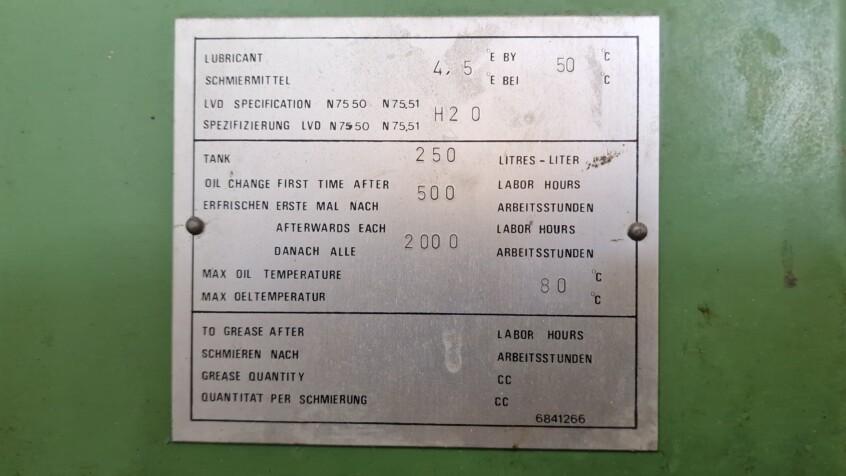 LUBRICANT 4,5 °E BY 50 °C
SCHMIERMITTEL °E BEI °C
LVD SPECIFICATION N7550 N75,51 H20
SPEZIFIZIERUNG LVD N7550 N75,51
TANK 250 LITRES-LITER
OIL CHANGE FIRST TIME AFTER 500 LABOR HOURS
ERFRISCHEN ERSTE MAL NACH ARBEITSSTUNDEN
AFTERWARDS EACH 2000 LABOR HOURS
DANACH ALLE ARBEITSSTUNDEN
MAX OIL TEMPERATURE 80 °C
MAX OELTEMPERATUR °C
TO GREASE AFTER LABOR HOURS
SCHMIEREN NACH ARBEITSSTUNDEN
GREASE QUANTITY CC
QUANTITAT PER SCHMIERUNG CC
6841266